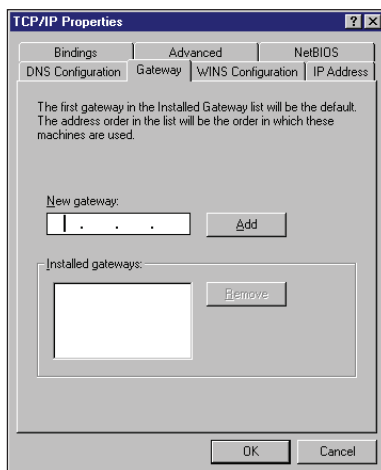 TCP/IP Properties
Bindings Advanced NetBIOS
DNS Configuration Gateway WINS Configuration IP Address
The first gateway in the Installed Gateway list will be the default.
The address order in the list will be the order in which these
machines are used.
New gateway:
. . .
Add
Installed gateways:
Remove
OK Cancel